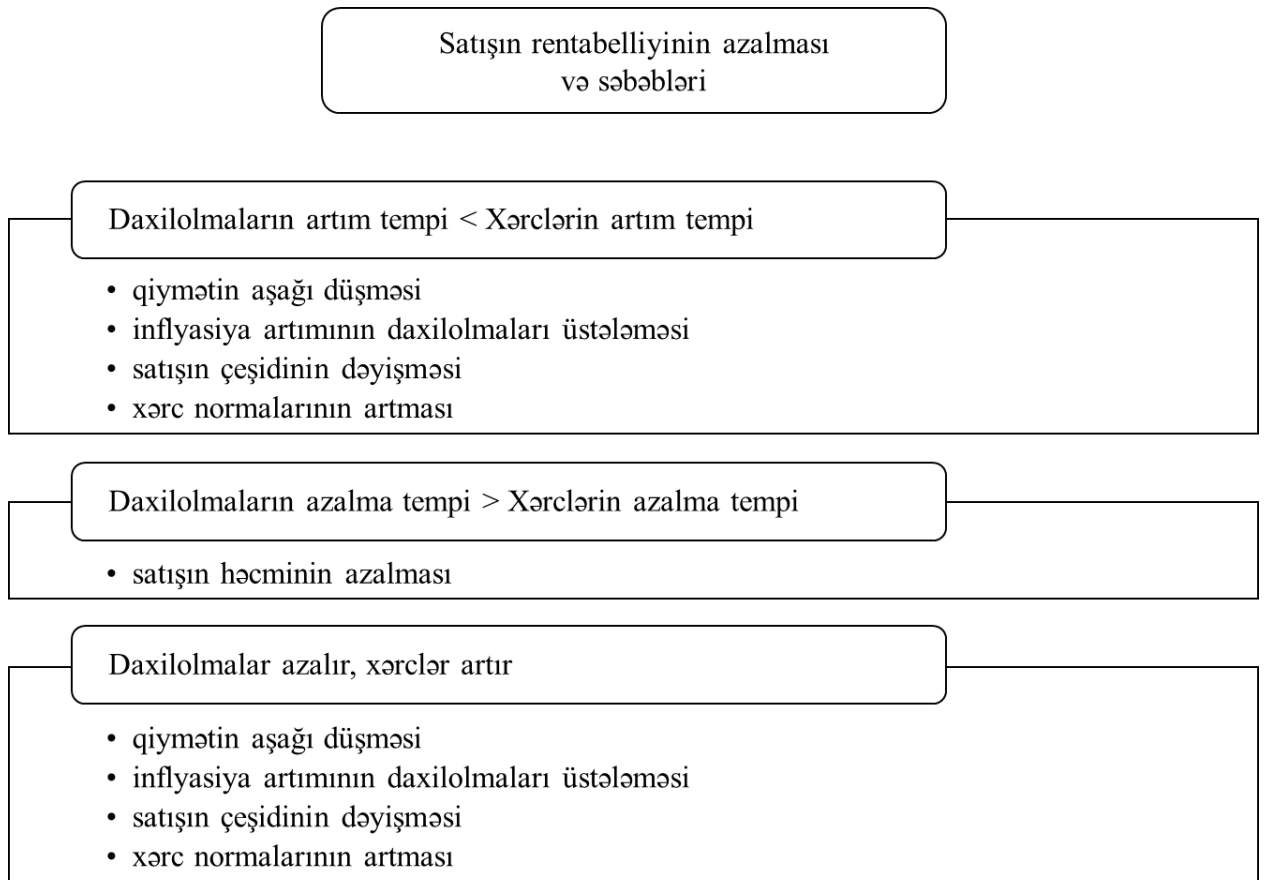 Satışın rentabelliyinin azalması
və səbəbləri
Daxilolmaların artım tempi < Xərclərin artım tempi
• qiymətin aşağı düşməsi
• inflyasiya artımının daxilolmaları üstələməsi
• satışın çeşidinin dəyişməsi
• xərc normalarının artması
Daxilolmaların azalma tempi > Xərclərin azalma tempi
• satışın həcminin azalması
Daxilolmalar azalır, xərclər artır
• qiymətin aşağı düşməsi
• inflyasiya artımının daxilolmaları üstələməsi
• satışın çeşidinin dəyişməsi
• xərc normalarının artması